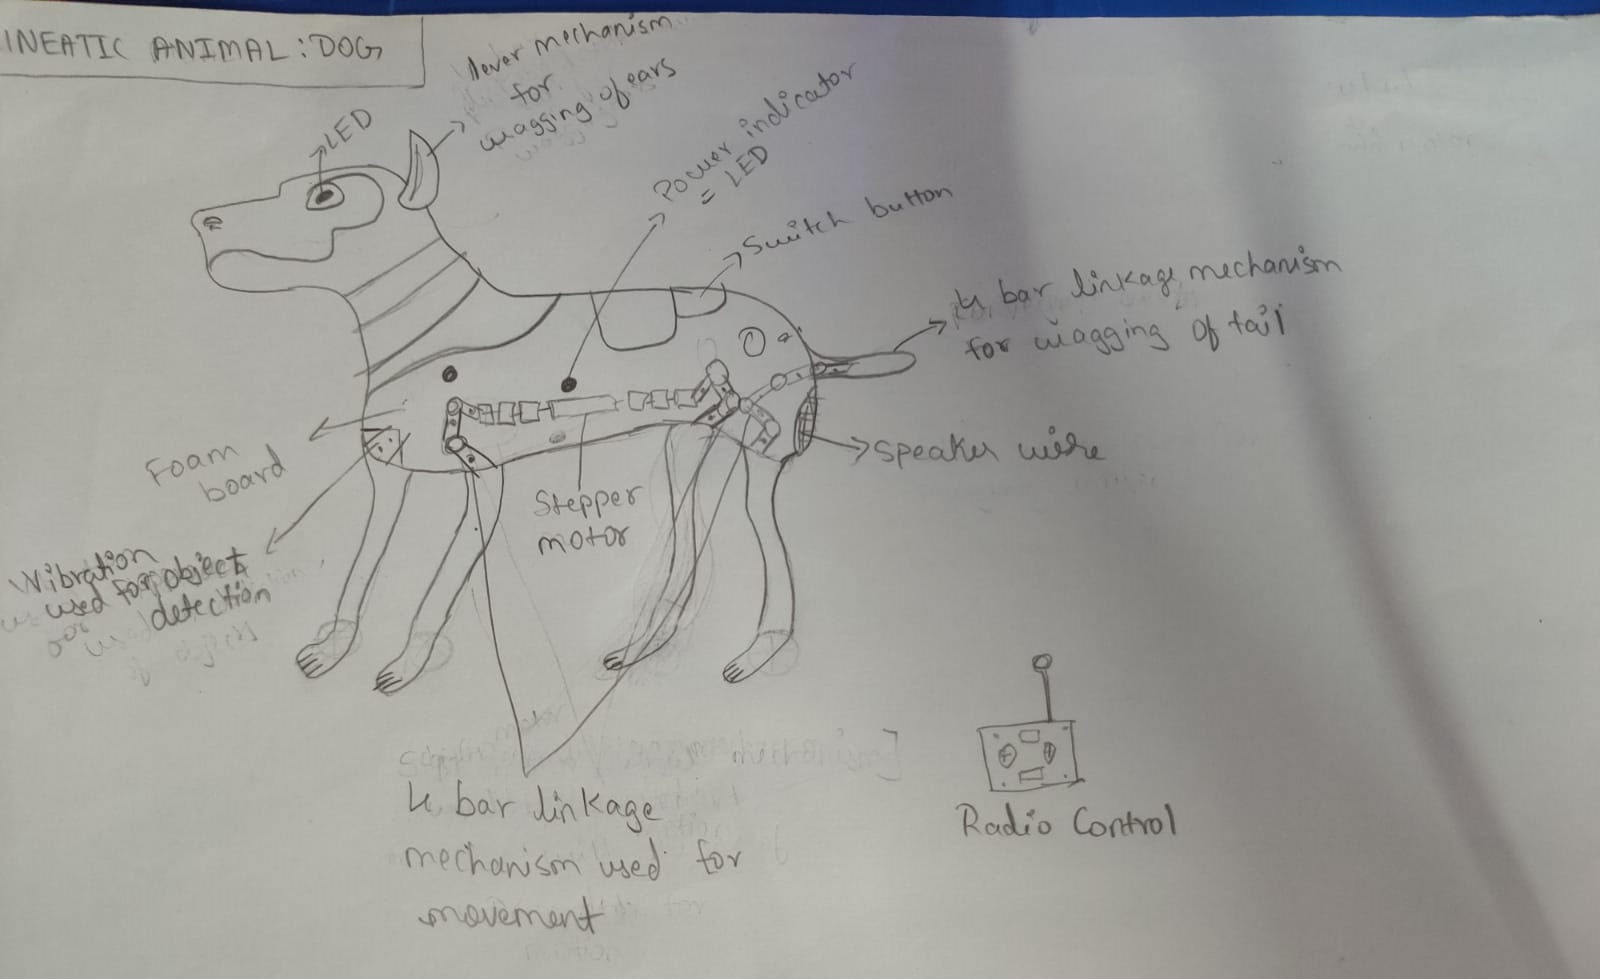 INEATIC ANIMAL: DOG
LED
lever mechanism
for
wagging of ears
Power indicator
= LED
Switch button
4 bar linkage mechanism
for wagging of tail
Speaker wire
Foam
board
Stepper
motor
Vibration
used for object
or detection
4 bar linkage
mechanism used for
movement
Radio Control